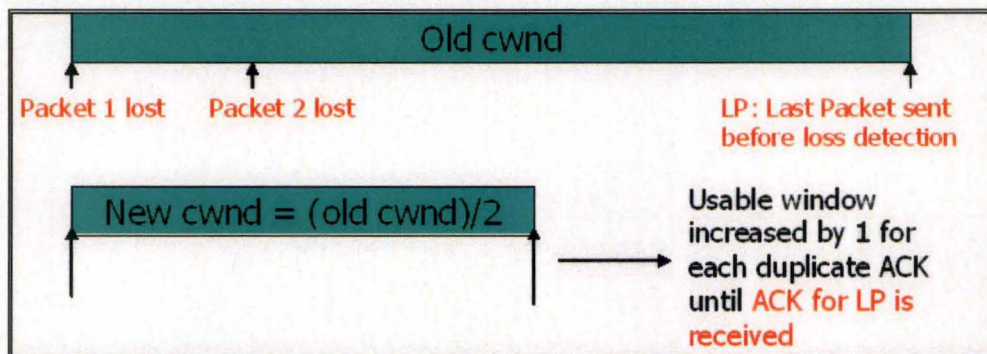 Old cwnd
Packet 1 lost
Packet 2 lost
LP: Last Packet sent
before loss detection
New cwnd = (old cwnd)/2
Usable window
increased by 1 for
each duplicate ACK
until ACK for LP is
received